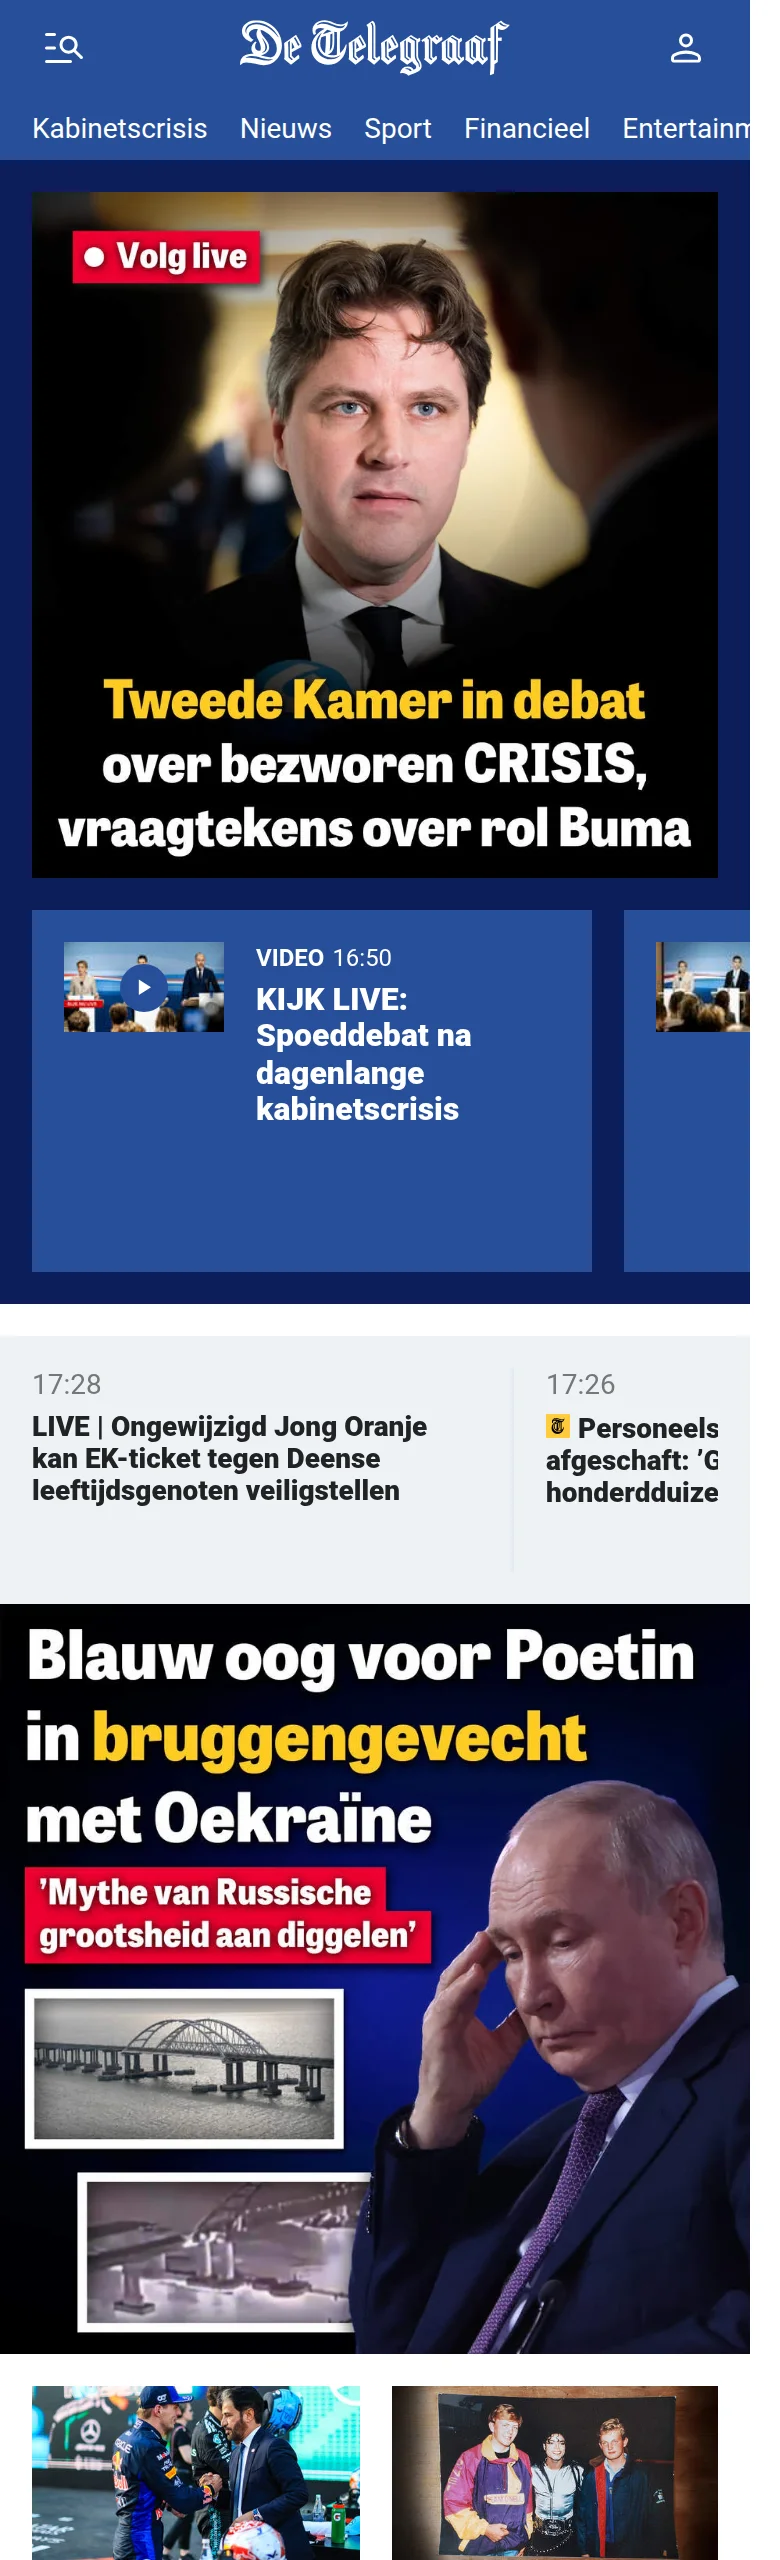 De Telegraaf
Kabinetscrisis Nieuws Sport Financieel Entertainm
Volg live
Tweede Kamer in debat
over bezworen CRISIS,
vraagtekens over rol Buma
VIDEO 16:50
KIJK LIVE:
Spoeddebat na
dagenlange
kabinetscrisis
17:28
LIVE | Ongewijzigd Jong Oranje
kan EK-ticket tegen Deense
leeftijdsgenoten veiligstellen
17:26
Personeels
afgeschaft: ’G
honderdduize
Blauw oog voor Poetin
in bruggengevecht
met Oekraïne
’Mythe van Russische
grootsheid aan diggelen’